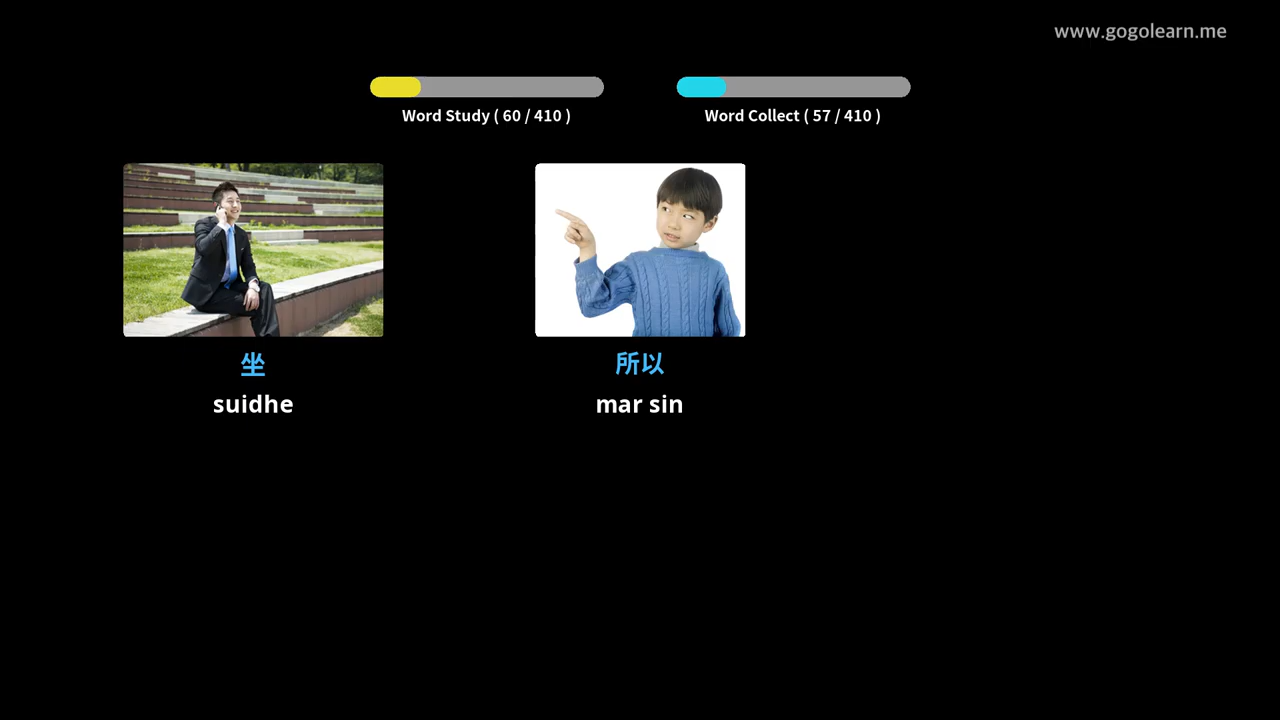 www.gogolearn.me
Word Study ( 60 / 410 )
Word Collect ( 57 / 410 )
坐
suidhe
所以
mar sin